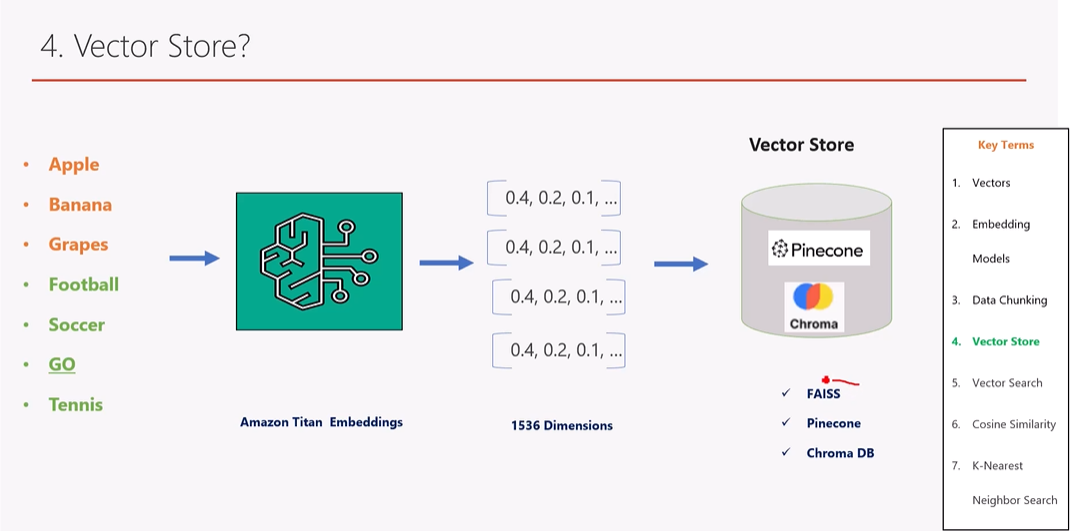 4. Vector Store?
• Apple
• Banana
• Grapes
• Football
• Soccer
• GO
• Tennis
Amazon Titan Embeddings
0.4, 0.2, 0.1, ...
0.4, 0.2, 0.1, ...
0.4, 0.2, 0.1, ...
0.4, 0.2, 0.1, ...
1536 Dimensions
Vector Store
Pinecone
Chroma
✓ FAISS
✓ Pinecone
✓ Chroma DB
Key Terms
1. Vectors
2. Embedding
Models
3. Data Chunking
4. Vector Store
5. Vector Search
6. Cosine Similarity
7. K-Nearest
Neighbor Search